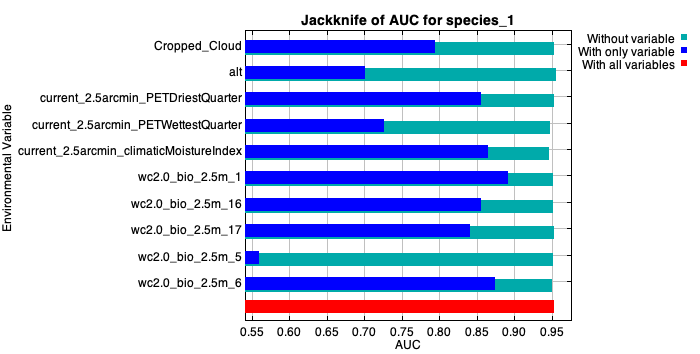 Jackknife of AUC for species_1
Without variable
With only variable
With all variables
Environmental Variable
Cropped_Cloud
alt
current_2.5arcmin_PETDriestQuarter
current_2.5arcmin_PETWettestQuarter
current_2.5arcmin_climaticMoistureIndex
wc2.0_bio_2.5m_1
wc2.0_bio_2.5m_16
wc2.0_bio_2.5m_17
wc2.0_bio_2.5m_5
wc2.0_bio_2.5m_6
0.55 0.60 0.65 0.70 0.75 0.80 0.85 0.90 0.95
AUC